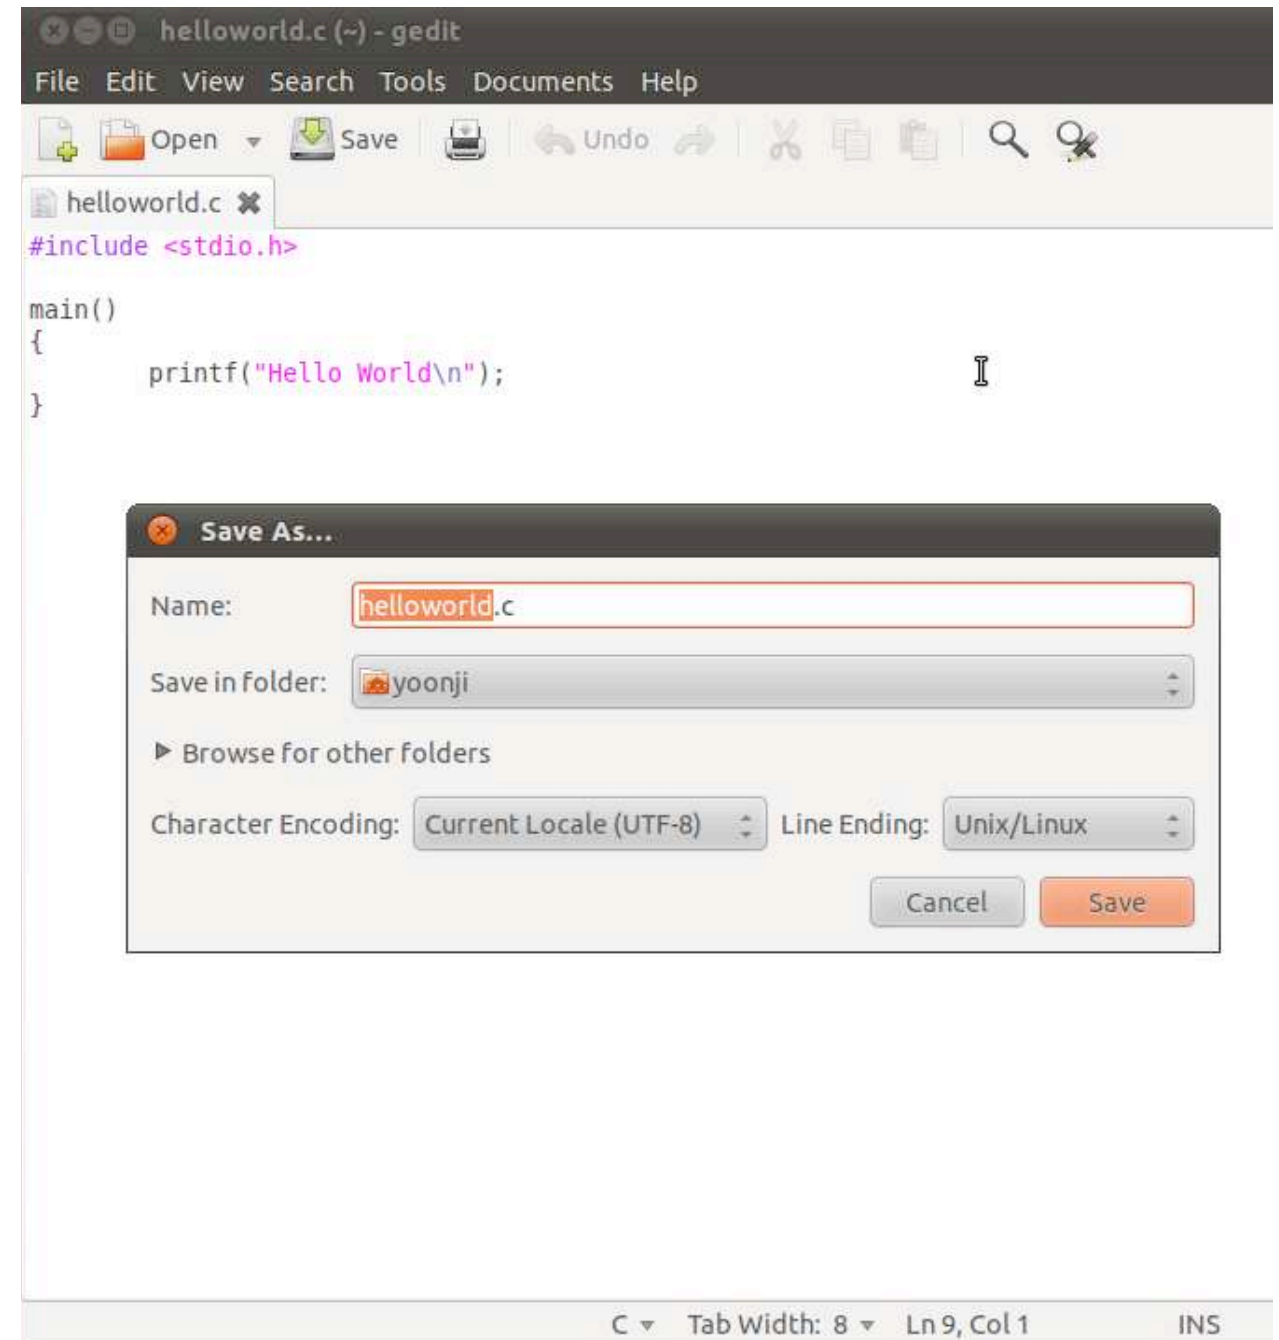 helloworld.c (~) - gedit
File Edit View Search Tools Documents Help
Open Save Undo
helloworld.c
#include <stdio.h>
main()
{
        printf("Hello World\n");
}
Save As...
Name: helloworld.c
Save in folder: yoonji
Browse for other folders
Character Encoding: Current Locale (UTF-8) Line Ending: Unix/Linux
Cancel Save
C Tab Width: 8 Ln 9, Col 1 INS